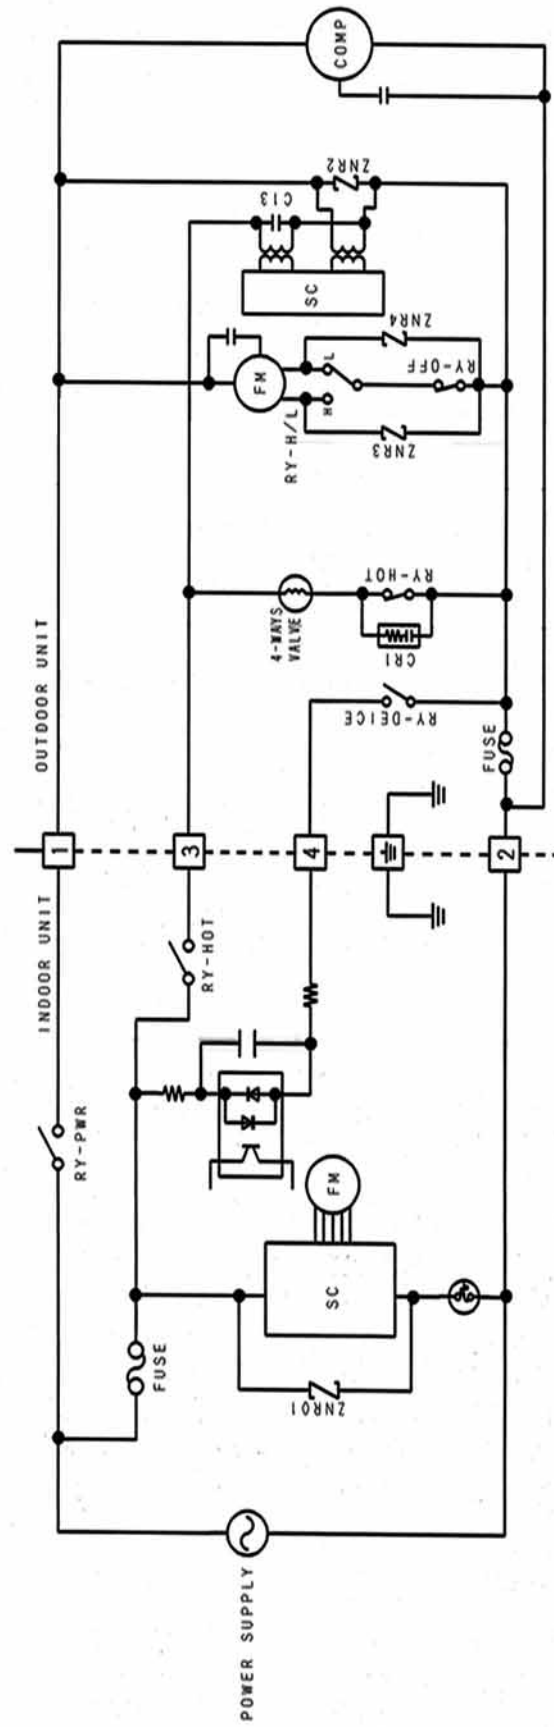 POWER SUPPLY
INDOOR UNIT
OUTDOOR UNIT
RY-PWR
FUSE
ZNR01
SC
FM
RY-HOT
1
3
4
2
FUSE
RY-DEICE
4-WAYS
VALVE
CR1
RY-HOT
RY-H/L
FM
H
L
ZNR3
RY-OFF
ZNR4
SC
C13
ZNR2
COMP